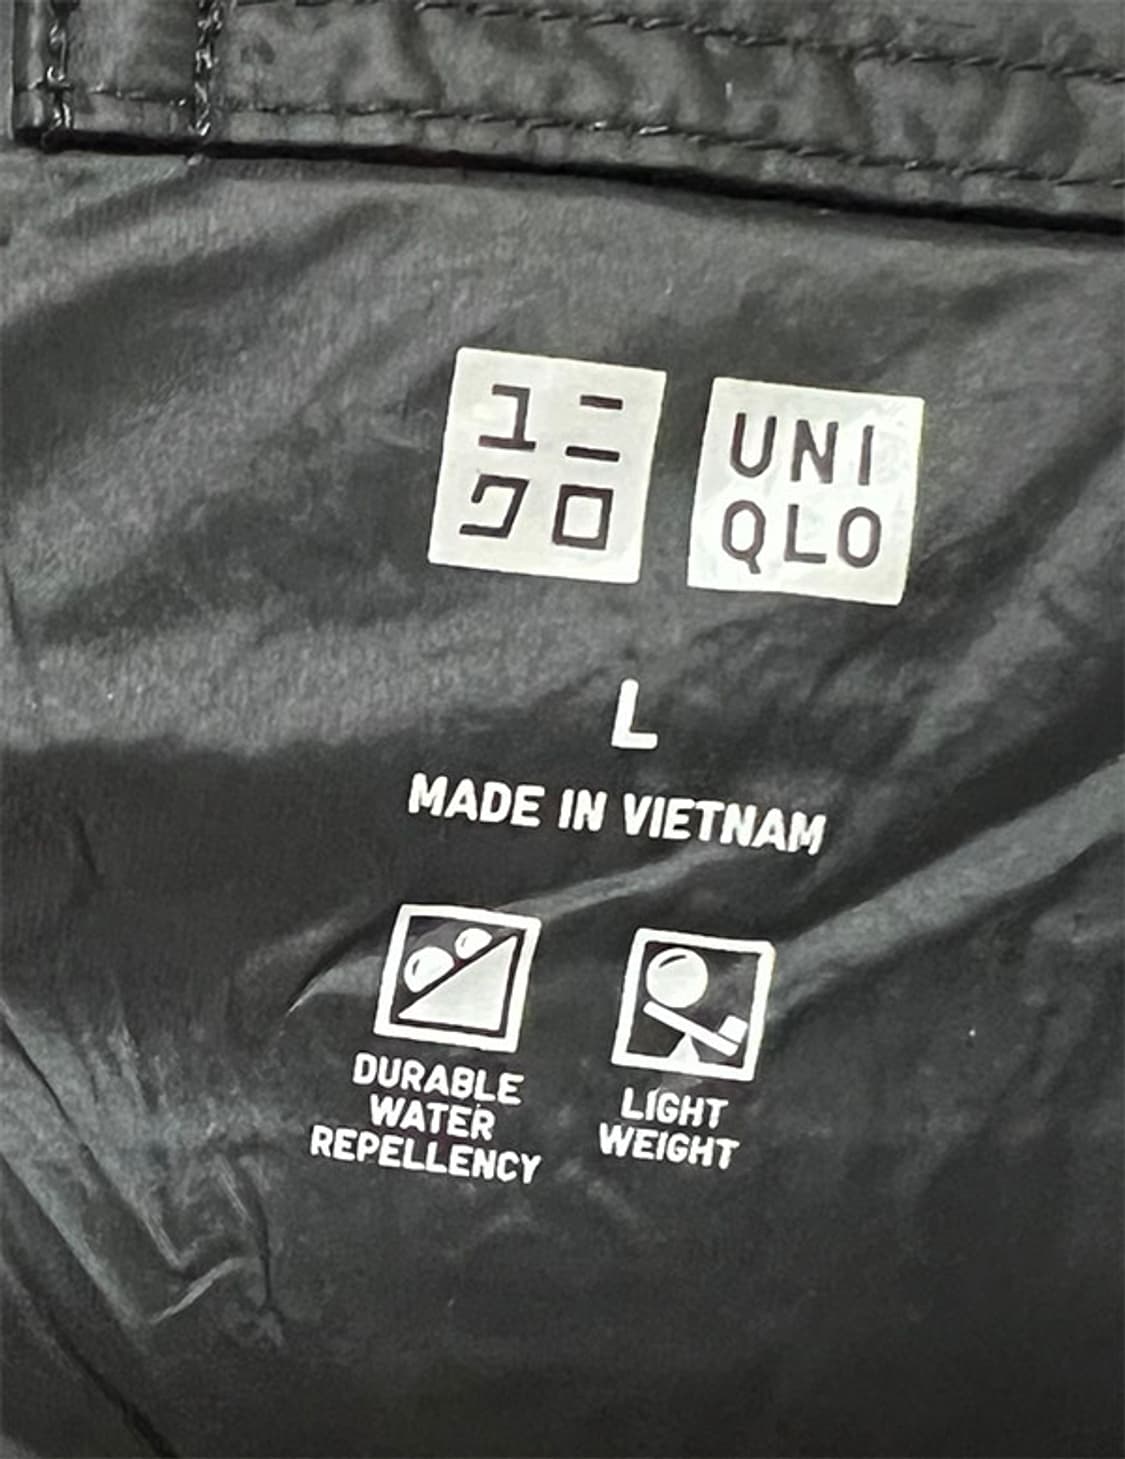 ユニ
クロ
UNI
QLO
L
MADE IN VIETNAM
DURABLE
WATER
REPELLENCY
LIGHT
WEIGHT